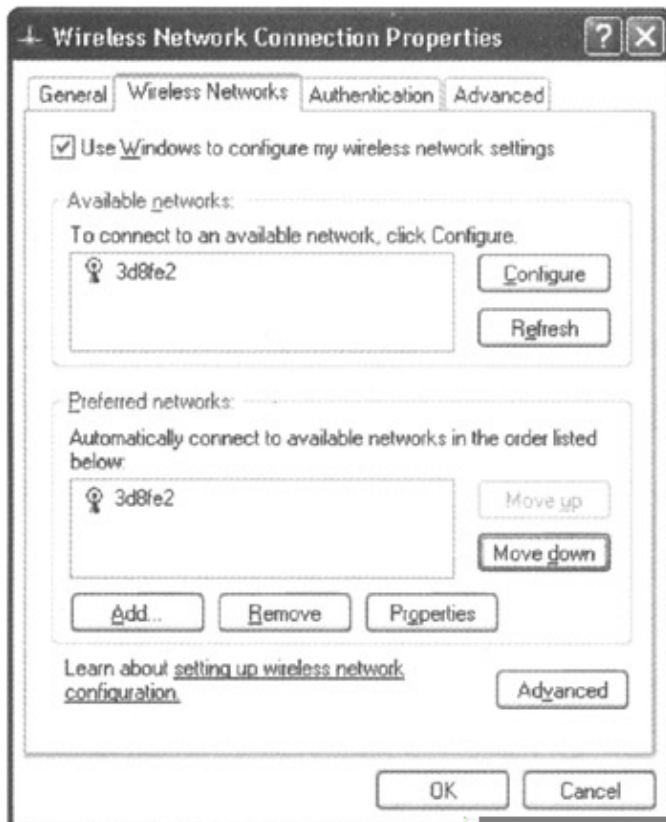 Wireless Network Connection Properties
General Wireless Networks Authentication Advanced
Use Windows to configure my wireless network settings
Available networks:
To connect to an available network, click Configure.
3d8fe2
Configure
Refresh
Preferred networks:
Automatically connect to available networks in the order listed
below:
3d8fe2
Move up
Move down
Add... Remove Properties
Learn about setting up wireless network
configuration.
Advanced
OK Cancel